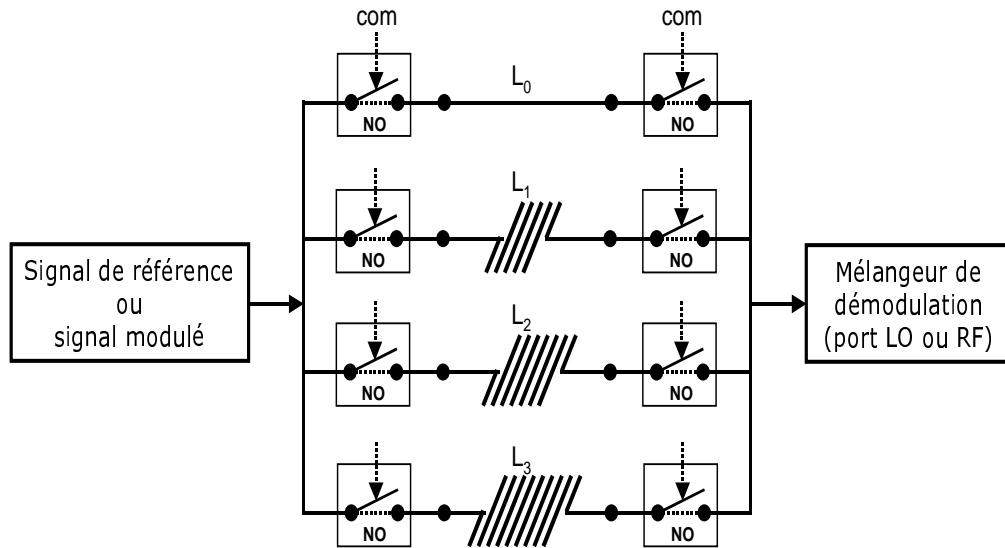 com
com
L0
NO
NO
L1
NO
NO
Signal de référence
ou
signal modulé
Mélangeur de
démodulation
(port LO ou RF)
L2
NO
NO
L3
NO
NO